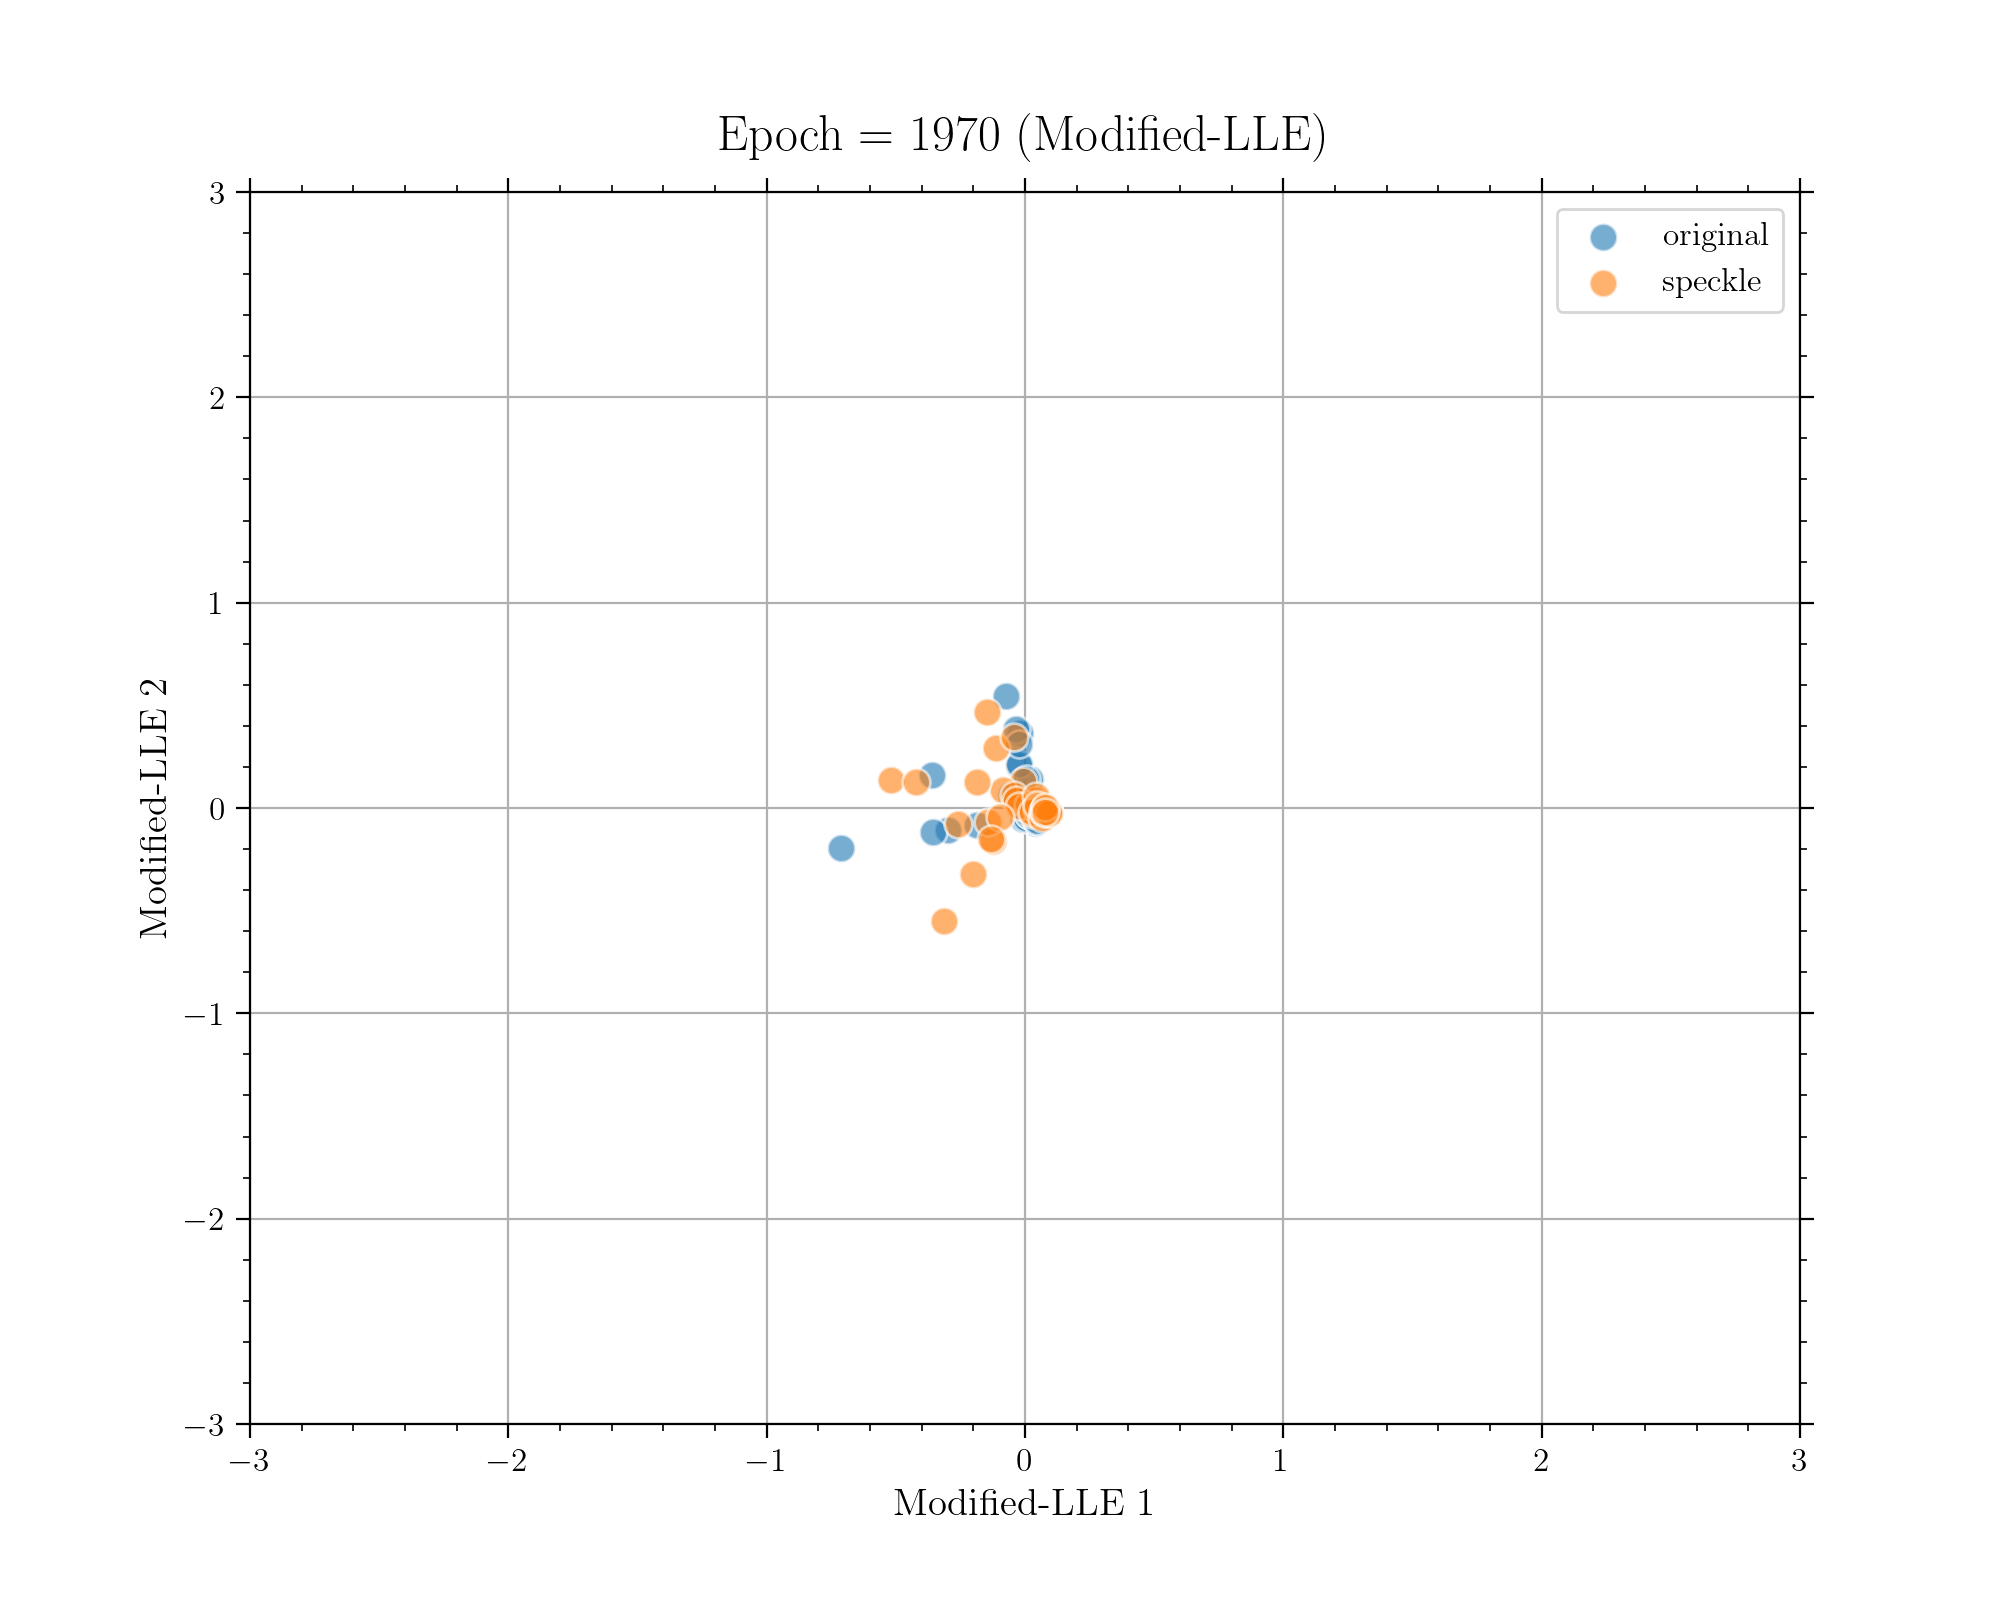 Epoch = 1970 (Modified-LLE)
original
speckle
3
2
1
0
−1
−2
−3
Modified-LLE 2
−3
−2
−1
0
1
2
3
Modified-LLE 1